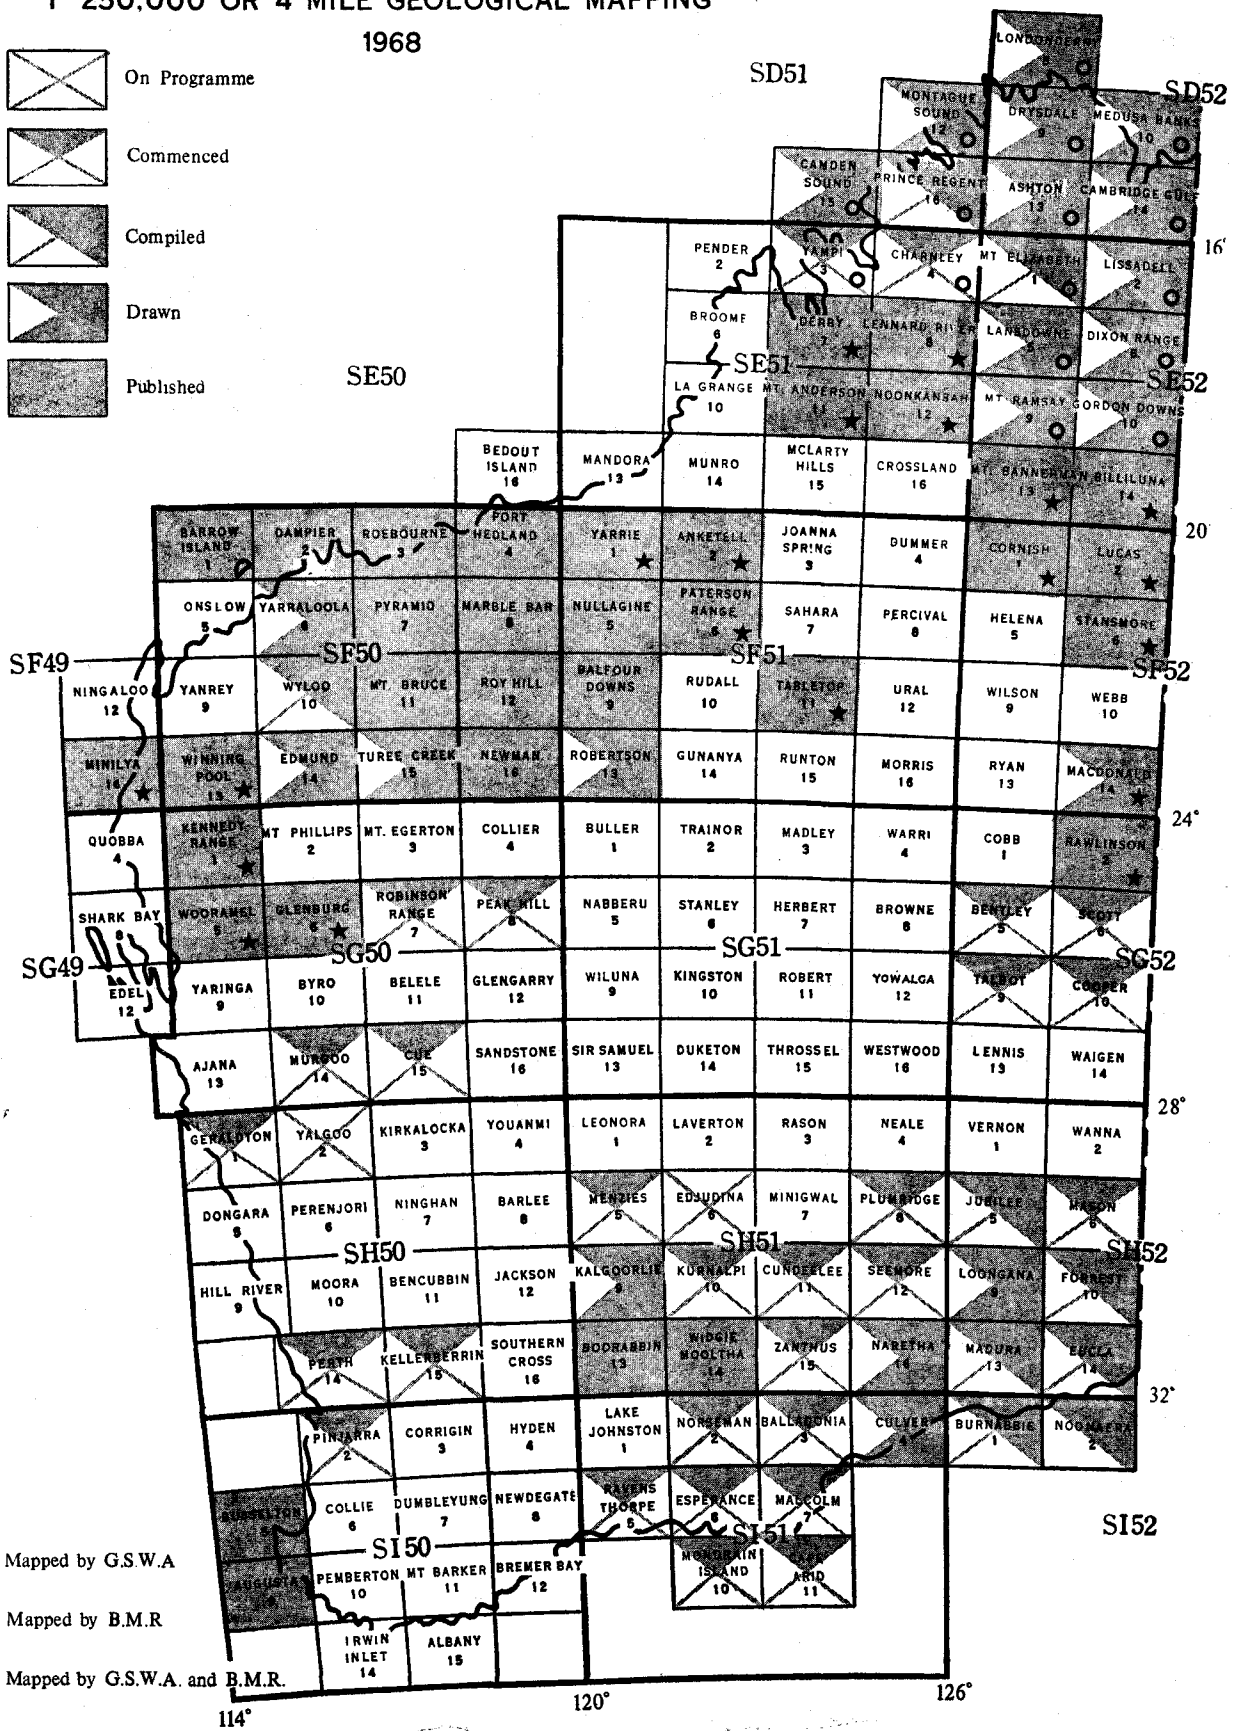 1 250,000 OR 4 MILE GEOLOGICAL MAPPING
1968
On Programme
Commenced
Compiled
Drawn
Published
SD51
SD52
SE50
SE51
SE52
LONDONDERRY
5
MONTAGUE SOUND
12
DRYSDALE
9
MEDUSA BANKS
10
CAMDEN SOUND
15
PRINCE REGENT
16
ASHTON
13
CAMBRIDGE GULF
14
16°
PENDER
2
YAMPI
3
CHARNLEY
4
MT ELIZABETH
1
LISSADELL
2
BROOME
6
DERBY
7
LENNARD RIVER
8
LANSDOWNE
5
DIXON RANGE
6
LA GRANGE
10
MT. ANDERSON
11
NOONKANBAH
12
MT RAMSAY
9
GORDON DOWNS
10
BEDOUT ISLAND
16
MANDORA
13
MUNRO
14
MCLARTY HILLS
15
CROSSLAND
16
MT. BANNERMAN
13
BILLILUNA
14
BARROW ISLAND
1
DAMPIER
2
ROEBOURNE
3
PORT HEDLAND
4
YARRIE
1
ANKETELL
2
JOANNA SPRING
3
DUMMER
4
CORNISH
1
LUCAS
2
20
ONSLOW
5
YARRALOOLA
6
PYRAMID
7
MARBLE BAR
8
NULLAGINE
5
PATERSON RANGE
6
SAHARA
7
PERCIVAL
8
HELENA
5
STANSMORE
6
SF49
SF50
SF51
SF52
NINGALOO
12
YANREY
9
WYLOO
10
MT. BRUCE
11
ROY HILL
12
BALFOUR DOWNS
9
RUDALL
10
TABLETOP
11
URAL
12
WILSON
9
WEBB
10
MINILYA
16
WINNING POOL
13
EDMUND
14
TUREE CREEK
15
NEWMAN
16
ROBERTSON
13
GUNANYA
14
RUNTON
15
MORRIS
16
RYAN
13
MACDONALD
14
24°
QUOBBA
4
KENNEDY RANGE
1
MT PHILLIPS
2
MT. EGERTON
3
COLLIER
4
BULLER
1
TRAINOR
2
MADLEY
3
WARRI
4
COBB
1
RAWLINSON
2
SHARK BAY
8
WOORAMEL
5
GLENBURG
6
ROBINSON RANGE
7
PEAK HILL
8
NABBERU
5
STANLEY
6
HERBERT
7
BROWNE
8
BENTLEY
5
SCOTT
6
SG49
SG50
SG51
SG52
EDEL
12
YARINGA
9
BYRO
10
BELELE
11
GLENGARRY
12
WILUNA
9
KINGSTON
10
ROBERT
11
YOWALGA
12
TALBOT
9
COOPER
10
AJANA
13
MURGOO
14
CUE
15
SANDSTONE
16
SIR SAMUEL
13
DUKETON
14
THROSSEL
15
WESTWOOD
16
LENNIS
13
WAIGEN
14
28°
GERALDTON
1
YALGOO
2
KIRKALOCKA
3
YOUANMI
4
LEONORA
1
LAVERTON
2
RASON
3
NEALE
4
VERNON
1
WANNA
2
DONGARA
5
PERENJORI
6
NINGHAN
7
BARLEE
8
MENZIES
5
EDJUDINA
6
MINIGWAL
7
PLUMRIDGE
8
JUBILEE
5
MASON
6
SH50
SH51
SH52
HILL RIVER
9
MOORA
10
BENCUBBIN
11
JACKSON
12
KALGOORLIE
9
KURNALPI
10
CUNDEELEE
11
SEEMORE
12
LOONGANA
9
FORREST
10
PERTH
14
KELLERBERRIN
15
SOUTHERN CROSS
16
BOORABBIN
13
WIDGIE MOOLTHA
14
ZANTHUS
15
NARETHA
16
MADURA
13
EUCLA
14
32°
PINJARRA
2
CORRIGIN
3
HYDEN
4
LAKE JOHNSTON
1
NORSEMAN
2
BALLADONIA
3
CULVER
4
BURNABBIE
1
NOONAERA
2
BUSSELTON
5
COLLIE
6
DUMBLEYUNG
7
NEWDEGATE
8
RAVENS THORPE
5
ESPERANCE
6
MALCOLM
7
SI50
SI51
SI52
AUGUSTA
9
PEMBERTON
10
MT BARKER
11
BREMER BAY
12
MONDRAIN ISLAND
10
CAPE ARID
11
IRWIN INLET
14
ALBANY
15
Mapped by G.S.W.A
Mapped by B.M.R
Mapped by G.S.W.A. and B.M.R.
114°
120°
126°